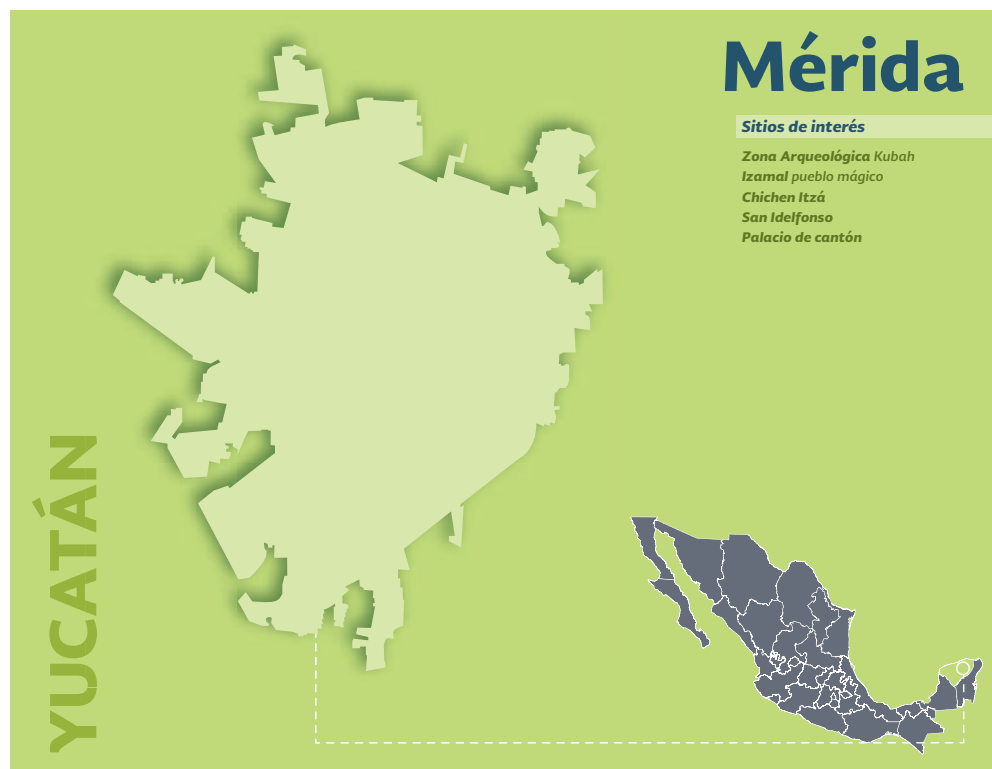 Mérida
Sitios de interés
Zona Arqueológica Kubah
Izamal pueblo mágico
Chichen Itzá
San Idelfonso
Palacio de cantón
YUCATÁN